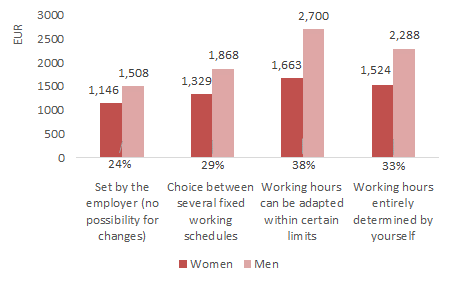 EUR
3000
2500
2000
1500
1000
500
0
1,146
1,508
1,329
1,868
1,663
2,700
1,524
2,288
24%
29%
38%
33%
Set by the
employer (no
possibility for
changes)
Choice between
several fixed
working
schedules
Working hours
can be adapted
within certain
limits
Working hours
entirely
determined by
yourself
Women
Men